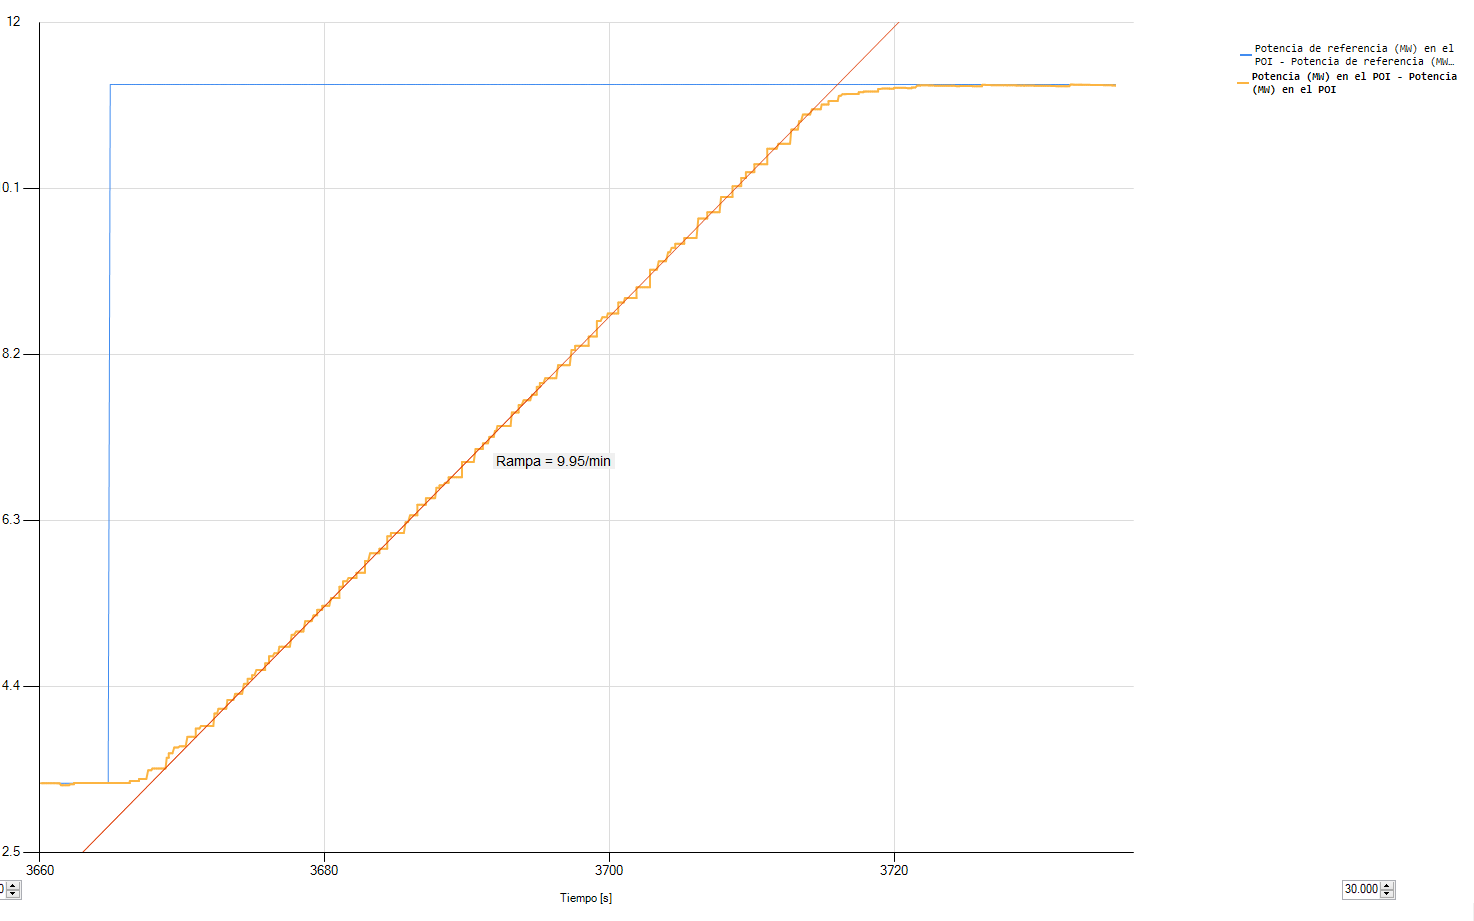 12
Potencia de referencia (MW) en el
POI - Potencia de referencia (MW…
Potencia (MW) en el POI - Potencia
(MW) en el POI
0.1
8.2
Rampa = 9.95/min
6.3
4.4
2.5
3660
3680
3700
3720
Tiempo [s]
0
30.000